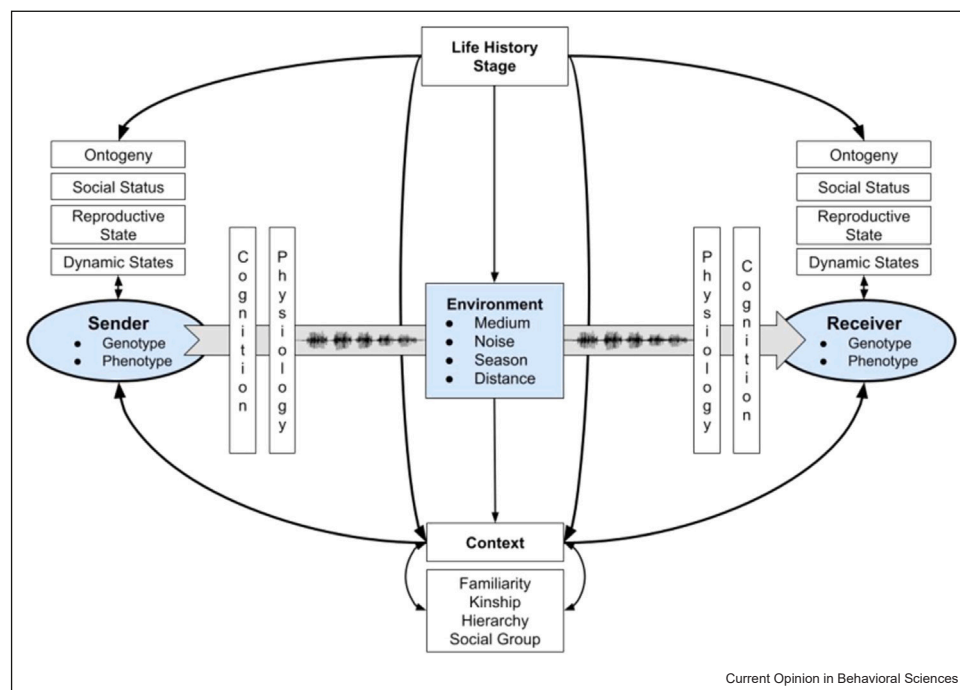 Life History
Stage
Ontogeny
Social Status
Reproductive
State
Dynamic States
Sender
● Genotype
● Phenotype
Cognition
Physiology
Environment
● Medium
● Noise
● Season
● Distance
Physiology
Cognition
Ontogeny
Social Status
Reproductive
State
Dynamic States
Receiver
● Genotype
● Phenotype
Context
Familiarity
Kinship
Hierarchy
Social Group
Current Opinion in Behavioral Sciences